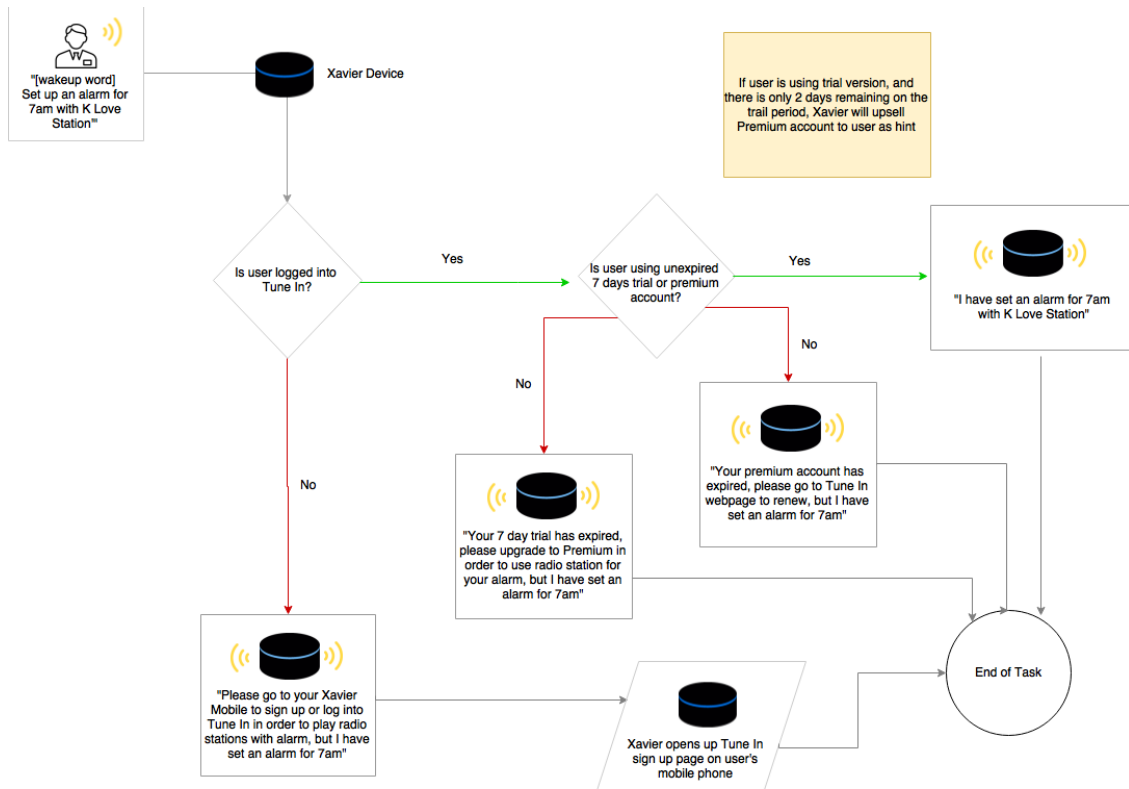 "[wakeup word]
Set up an alarm for
7am with K Love
Station'"
Xavier Device
If user is using trial version, and
there is only 2 days remaining on the
trail period, Xavier will upsell
Premium account to user as hint
Is user logged into
Tune In?
Yes
Is user using unexpired
7 days trial or premium
account?
Yes
"I have set an alarm for 7am
with K Love Station"
No
No
"Your premium account has
expired, please go to Tune In
webpage to renew, but I have
set an alarm for 7am"
No
"Your 7 day trial has expired,
please upgrade to Premium in
order to use radio station for
your alarm, but I have set an
alarm for 7am"
"Please go to your Xavier
Mobile to sign up or log into
Tune In in order to play radio
stations with alarm, but I have
set an alarm for 7am"
Xavier opens up Tune In
sign up page on user's
mobile phone
End of Task